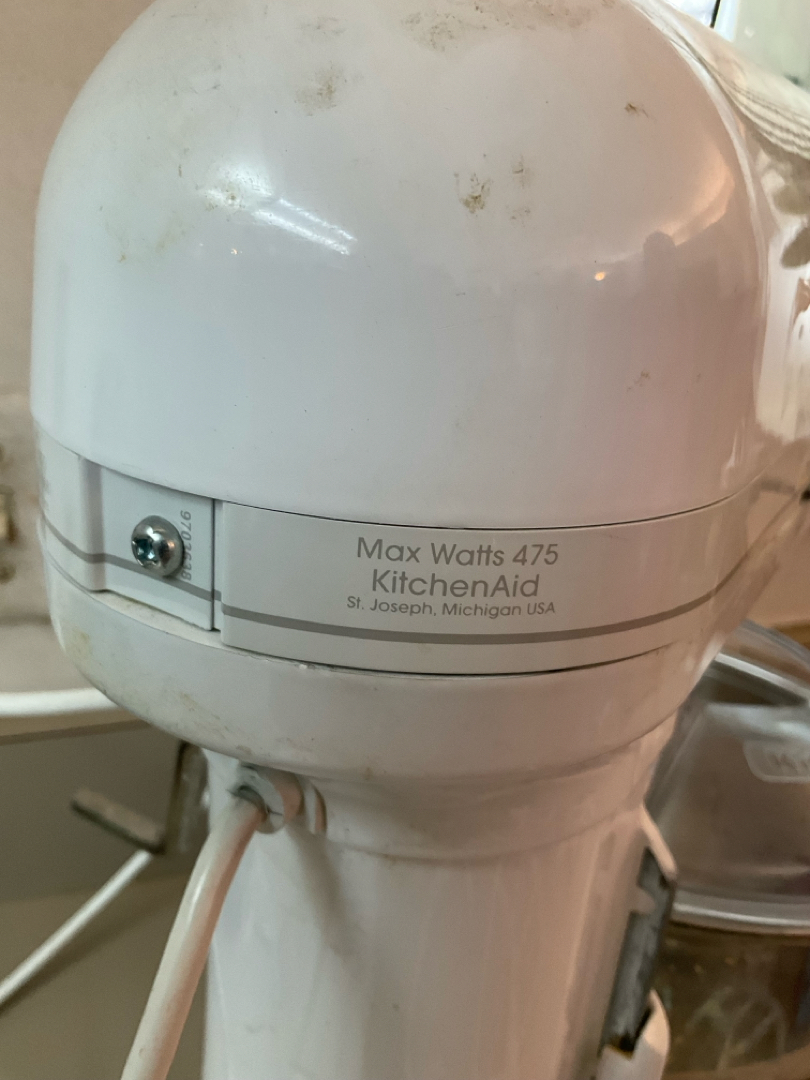 Max Watts 475
KitchenAid
St. Joseph, Michigan USA